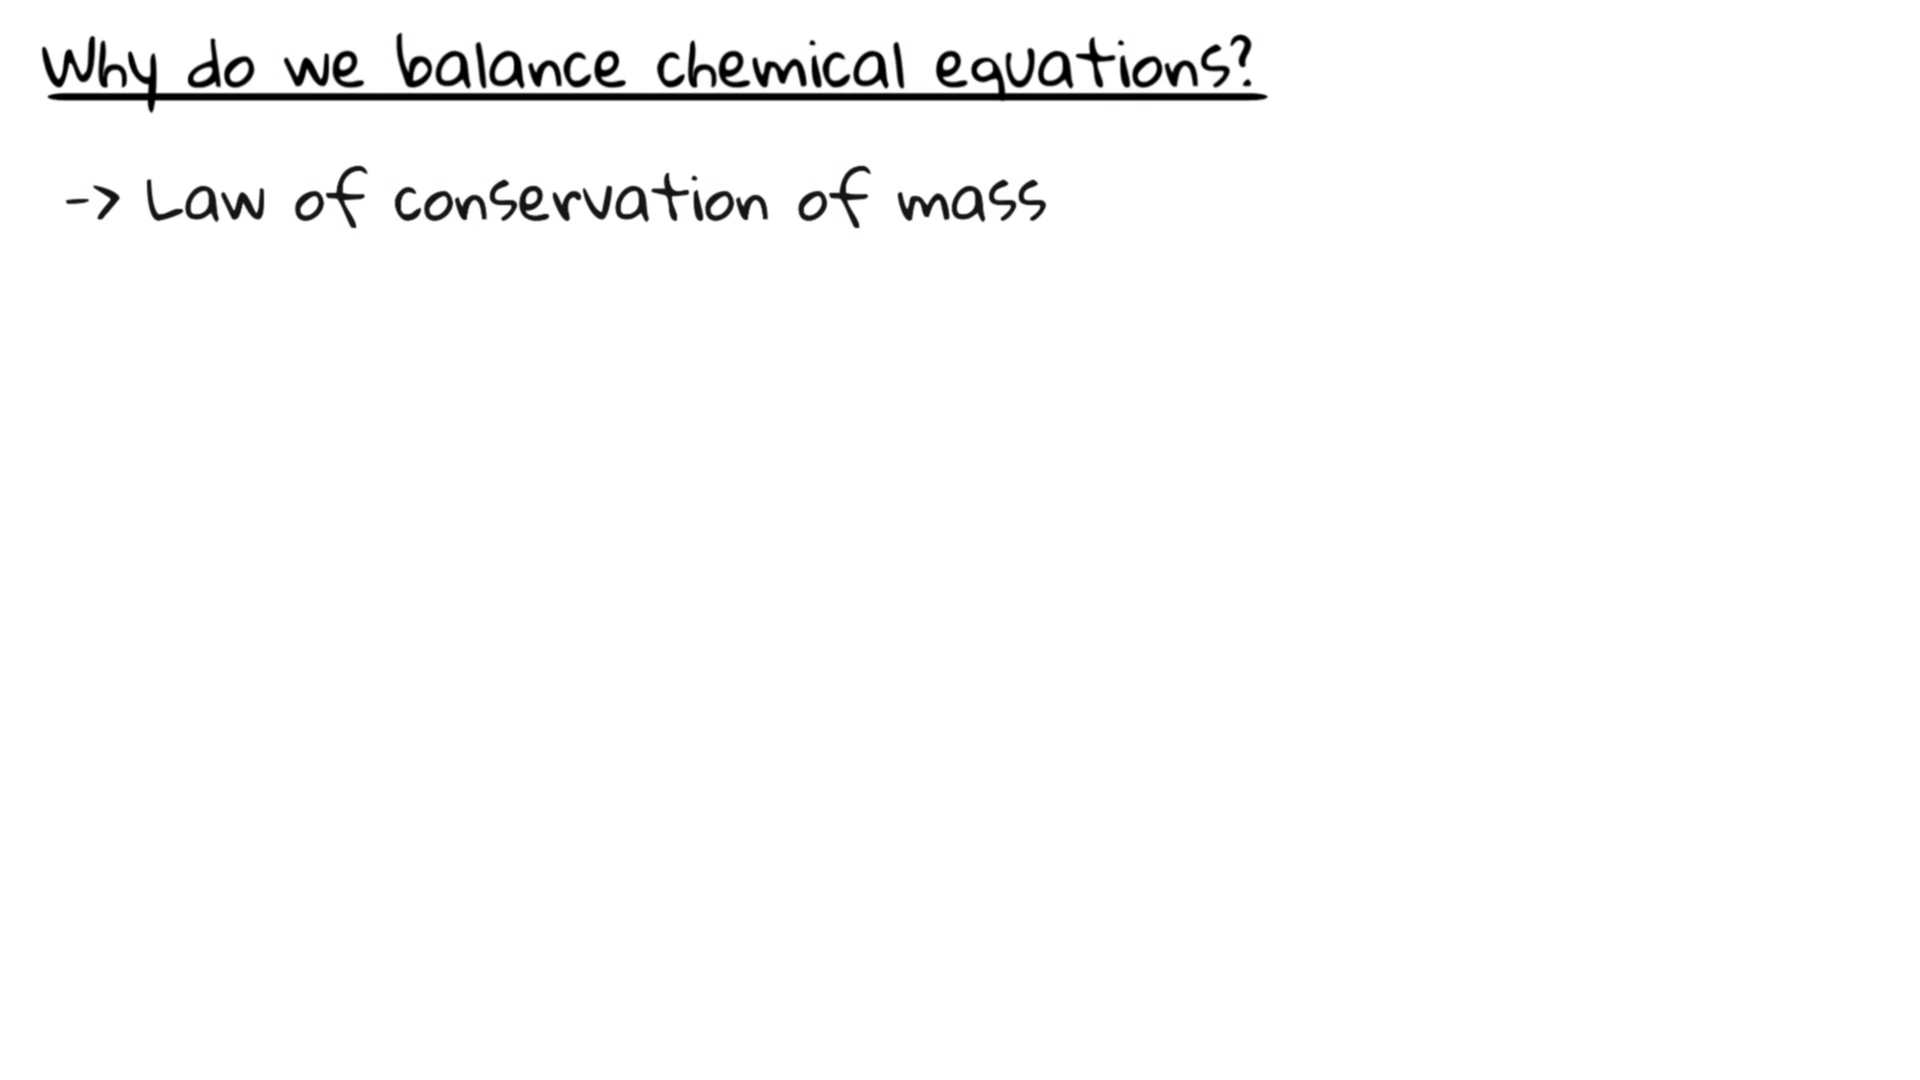 Why do we balance chemical equations?
-> Law of conservation of mass